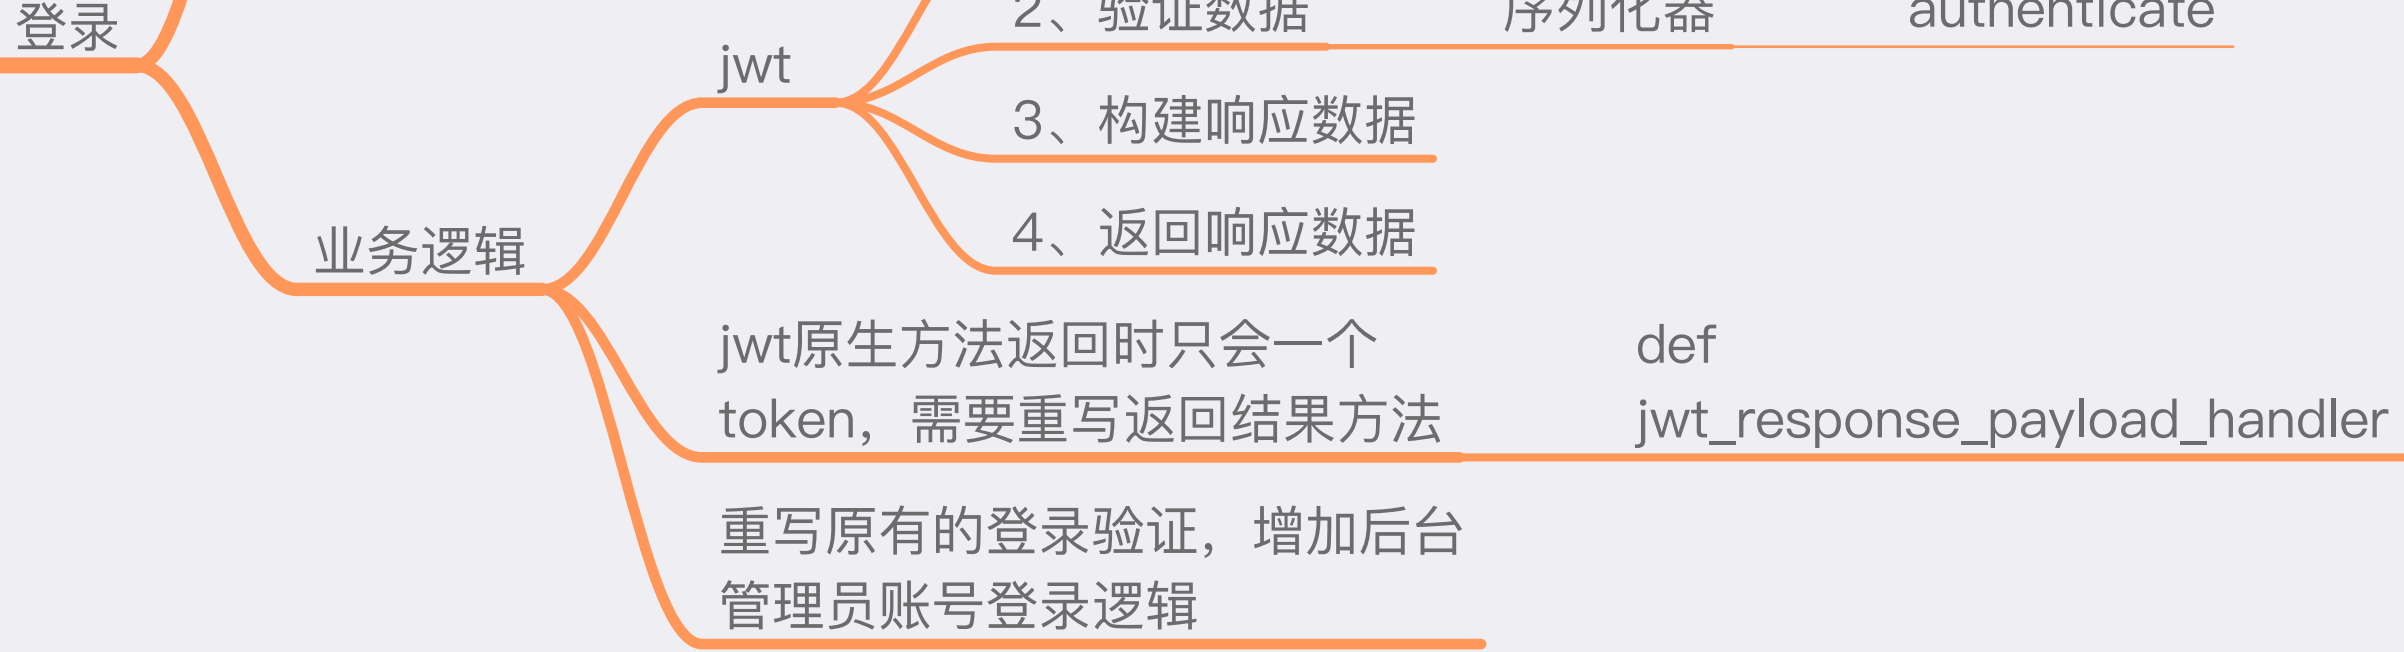 登录
业务逻辑
jwt
2、验证数据
序列化器
authenticate
3、构建响应数据
4、返回响应数据
jwt原生方法返回时只会一个
token，需要重写返回结果方法
def
jwt_response_payload_handler
重写原有的登录验证，增加后台
管理员账号登录逻辑